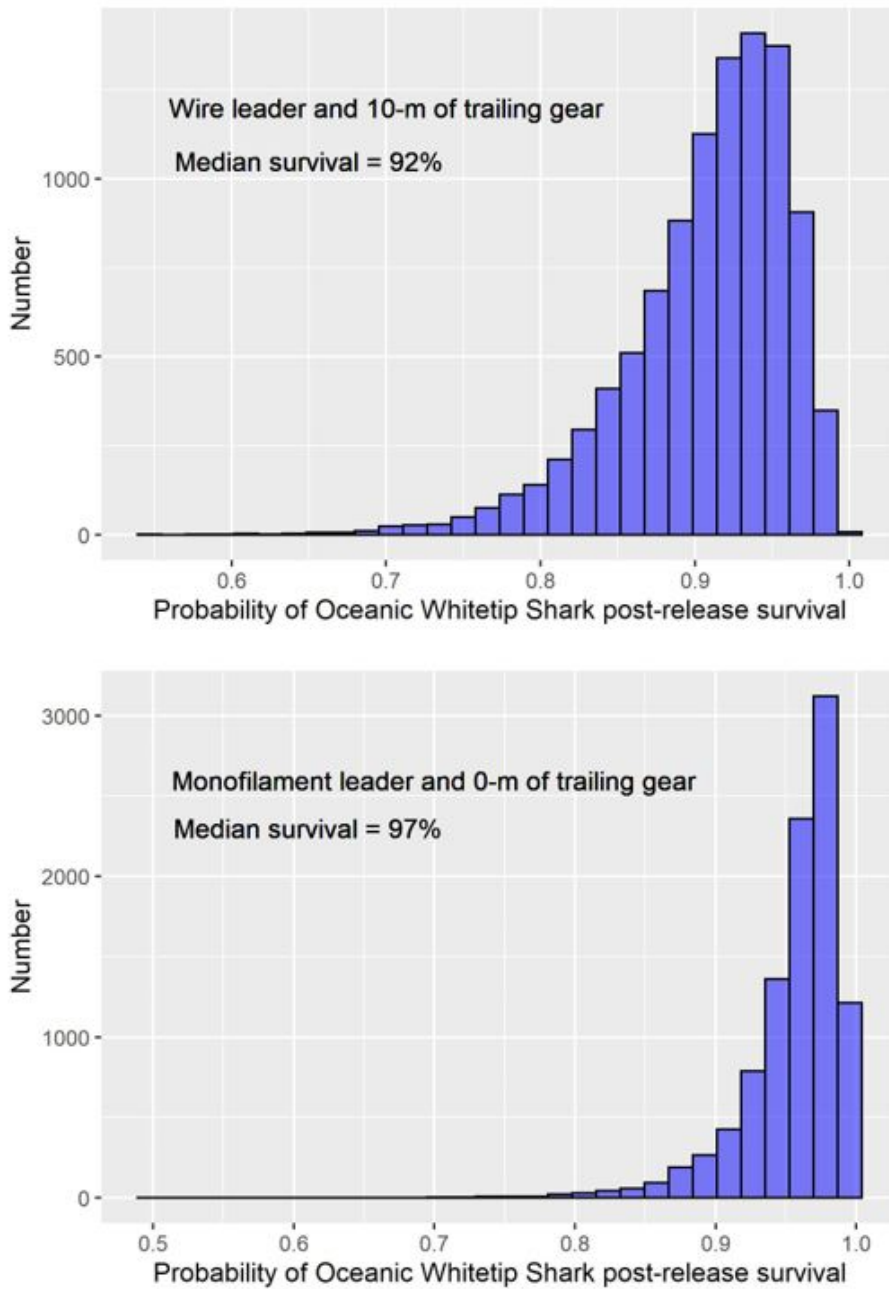 Wire leader and 10-m of trailing gear
Median survival = 92%
1000
500
0
Number
0.6 0.7 0.8 0.9 1.0
Probability of Oceanic Whitetip Shark post-release survival
3000
Monofilament leader and 0-m of trailing gear
Median survival = 97%
2000
1000
0
Number
0.5 0.6 0.7 0.8 0.9 1.0
Probability of Oceanic Whitetip Shark post-release survival